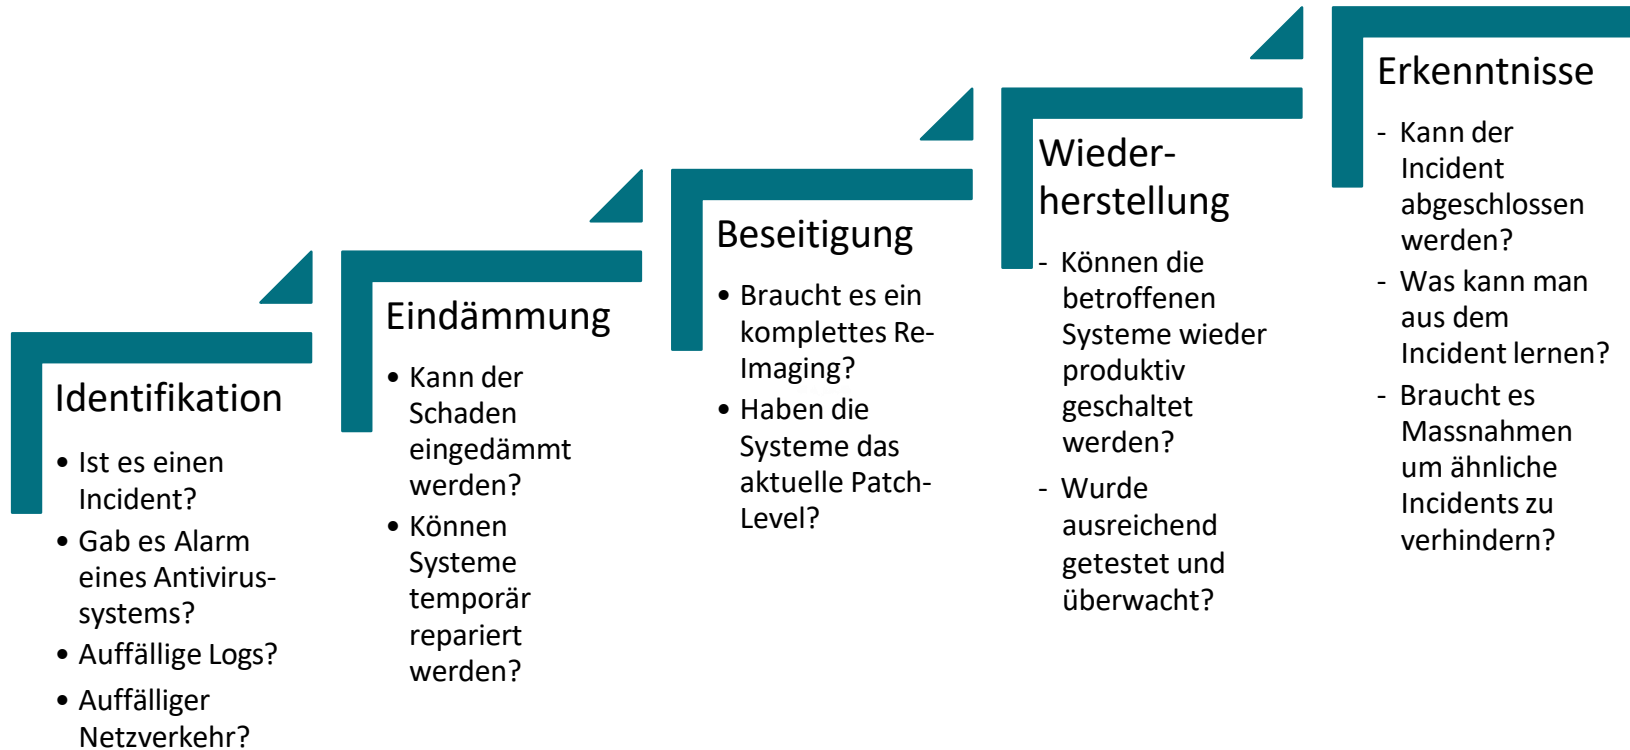 Identifikation
• Ist es einen
Incident?
• Gab es Alarm
eines Antivirus-
systems?
• Auffällige Logs?
• Auffälliger
Netzverkehr?
Eindämmung
• Kann der
Schaden
eingedämmt
werden?
• Können
Systeme
temporär
repariert
werden?
Beseitigung
• Braucht es ein
komplettes Re-
Imaging?
• Haben die
Systeme das
aktuelle Patch-
Level?
Wieder-
herstellung
- Können die
betroffenen
Systeme wieder
produktiv
geschaltet
werden?
- Wurde
ausreichend
getestet und
überwacht?
Erkenntnisse
- Kann der
Incident
abgeschlossen
werden?
- Was kann man
aus dem
Incident lernen?
- Braucht es
Massnahmen
um ähnliche
Incidents zu
verhindern?